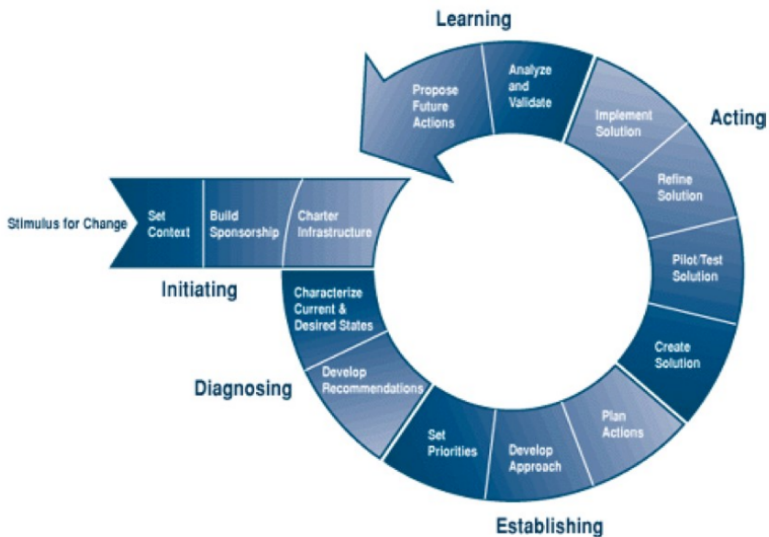 Learning
Analyze
and
Validate
Propose
Future
Actions
Implement
Solution
Acting
Refine
Solution
Stimulus for Change
Set
Context
Build
Sponsorship
Charter
Infrastructure
Pilot/Test
Solution
Initiating
Characterize
Current &
Desired States
Create
Solution
Diagnosing
Develop
Recommendations
Set
Priorities
Develop
Approach
Plan
Actions
Establishing